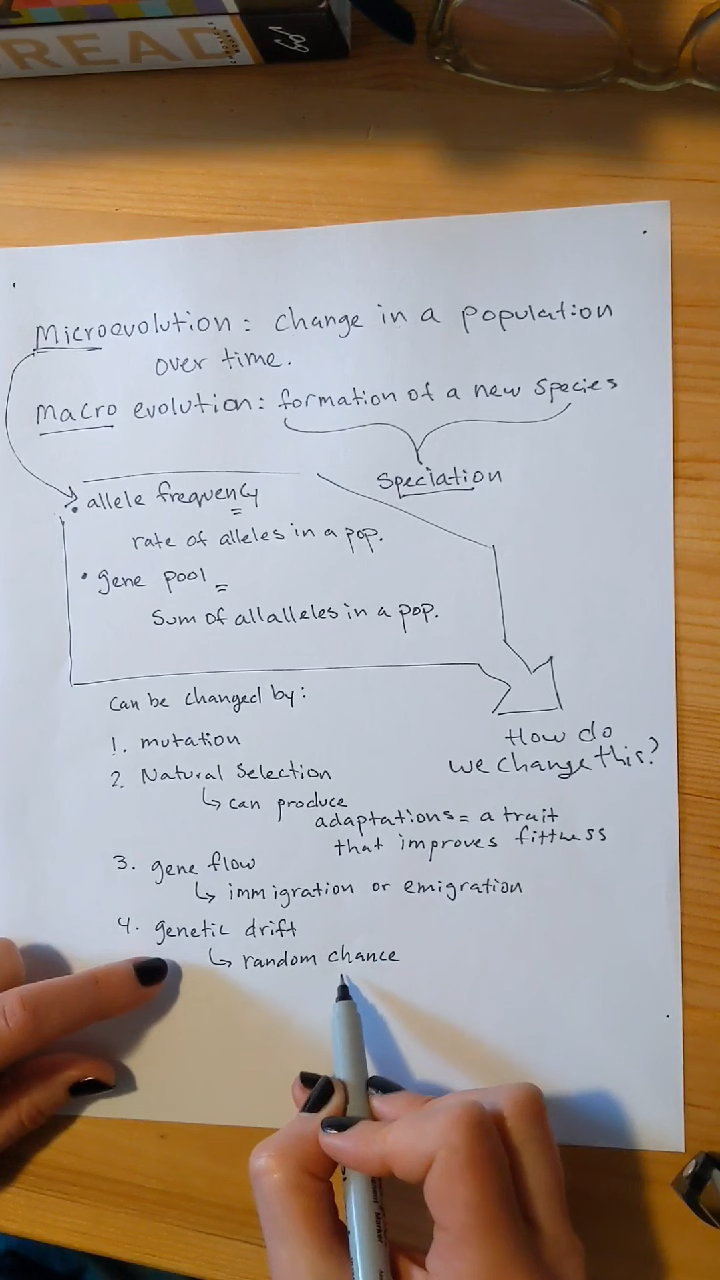 READ
Microevolution: change in a population
over time.
Macro evolution: formation of a new species
Speciation
• allele frequency =
rate of alleles in a pop.
• gene pool =
Sum of all alleles in a pop.
Can be changed by:
1. mutation
2. Natural Selection
↳ can produce
adaptations = a trait
that improves fittness
3. gene flow
↳ immigration or emigration
4. genetic drift
↳ random chance
How do
we change this?